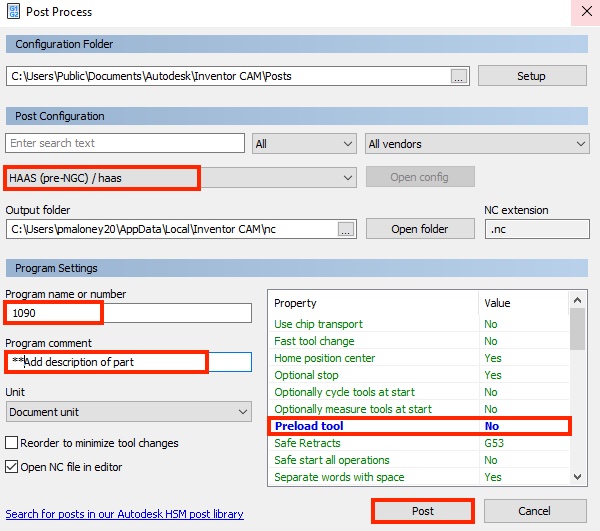 G1
G2
Post Process
Configuration Folder
C:\Users\Public\Documents\Autodesk\Inventor CAM\Posts
...
Setup
Post Configuration
Enter search text
All
All vendors
HAAS (pre-NGC) / haas
Open config
Output folder
NC extension
C:\Users\pmaloney20\AppData\Local\Inventor CAM\nc
...
Open folder
.nc
Program Settings
Program name or number
1090
Program comment
**Add description of part
Unit
Document unit
Reorder to minimize tool changes
Open NC file in editor
Property Value
Use chip transport No
Fast tool change No
Home position center Yes
Optional stop Yes
Optionally cycle tools at start No
Optionally measure tools at start No
Preload tool No
Safe Retracts G53
Safe start all operations No
Separate words with space Yes
Search for posts in our Autodesk HSM post library
Post
Cancel